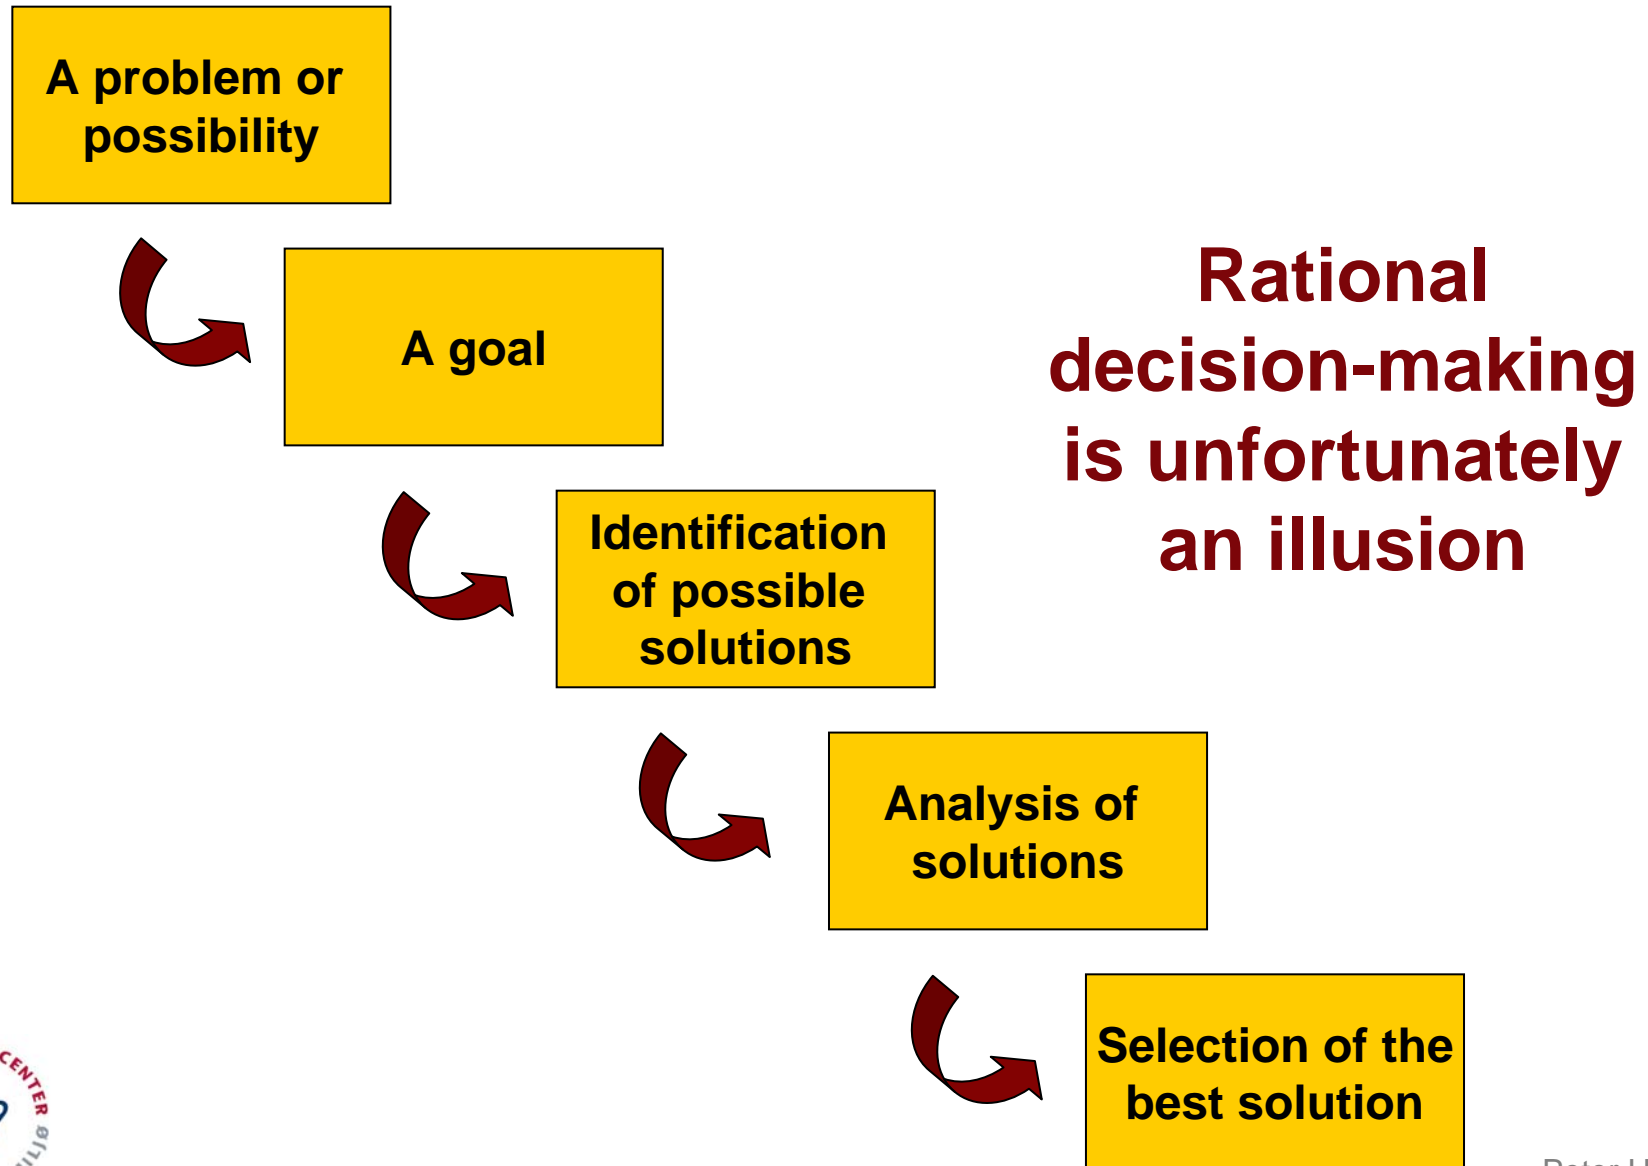 A problem or
possibility
A goal
Rational
decision-making
is unfortunately
an illusion
Identification
of possible
solutions
Analysis of
solutions
Selection of the
best solution
CENTER